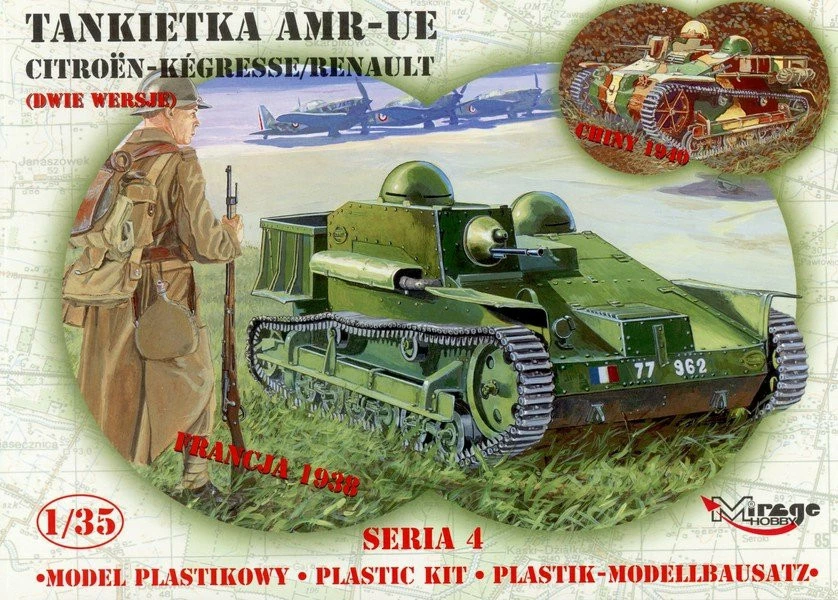 TANKIETKA AMR-UE
CITROËN-KÉGRESSE/RENAULT
(DWIE WERSJE)
CHINY 1940
Janaszówek
77 962
FRANCJA 1938
1/35
SERIA 4
Mirage
HOBBY
•MODEL PLASTIKOWY • PLASTIC KIT • PLASTIK-MODELLBAUSATZ•